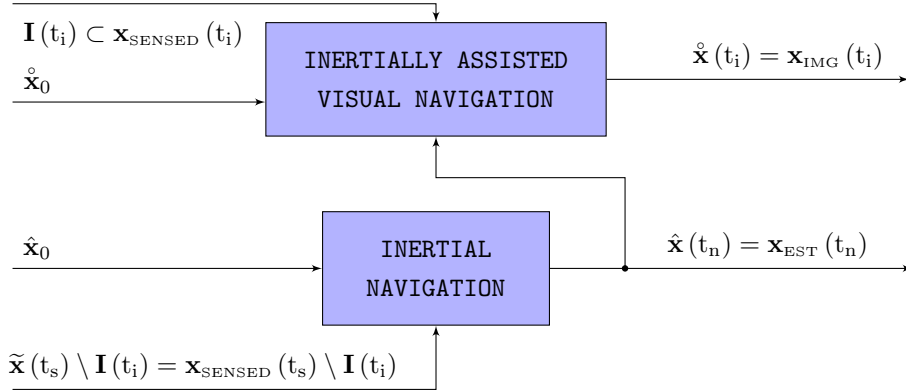 𝐈 (tᵢ) ⊂ 𝐱_SENSED (tᵢ)
𝐱̊₀
INERTIALLY ASSISTED
VISUAL NAVIGATION
𝐱̊ (tᵢ) = 𝐱_IMG (tᵢ)
𝐱̂₀
INERTIAL
NAVIGATION
𝐱̂ (tₙ) = 𝐱_EST (tₙ)
𝐱̃ (tₛ) \ 𝐈 (tᵢ) = 𝐱_SENSED (tₛ) \ 𝐈 (tᵢ)